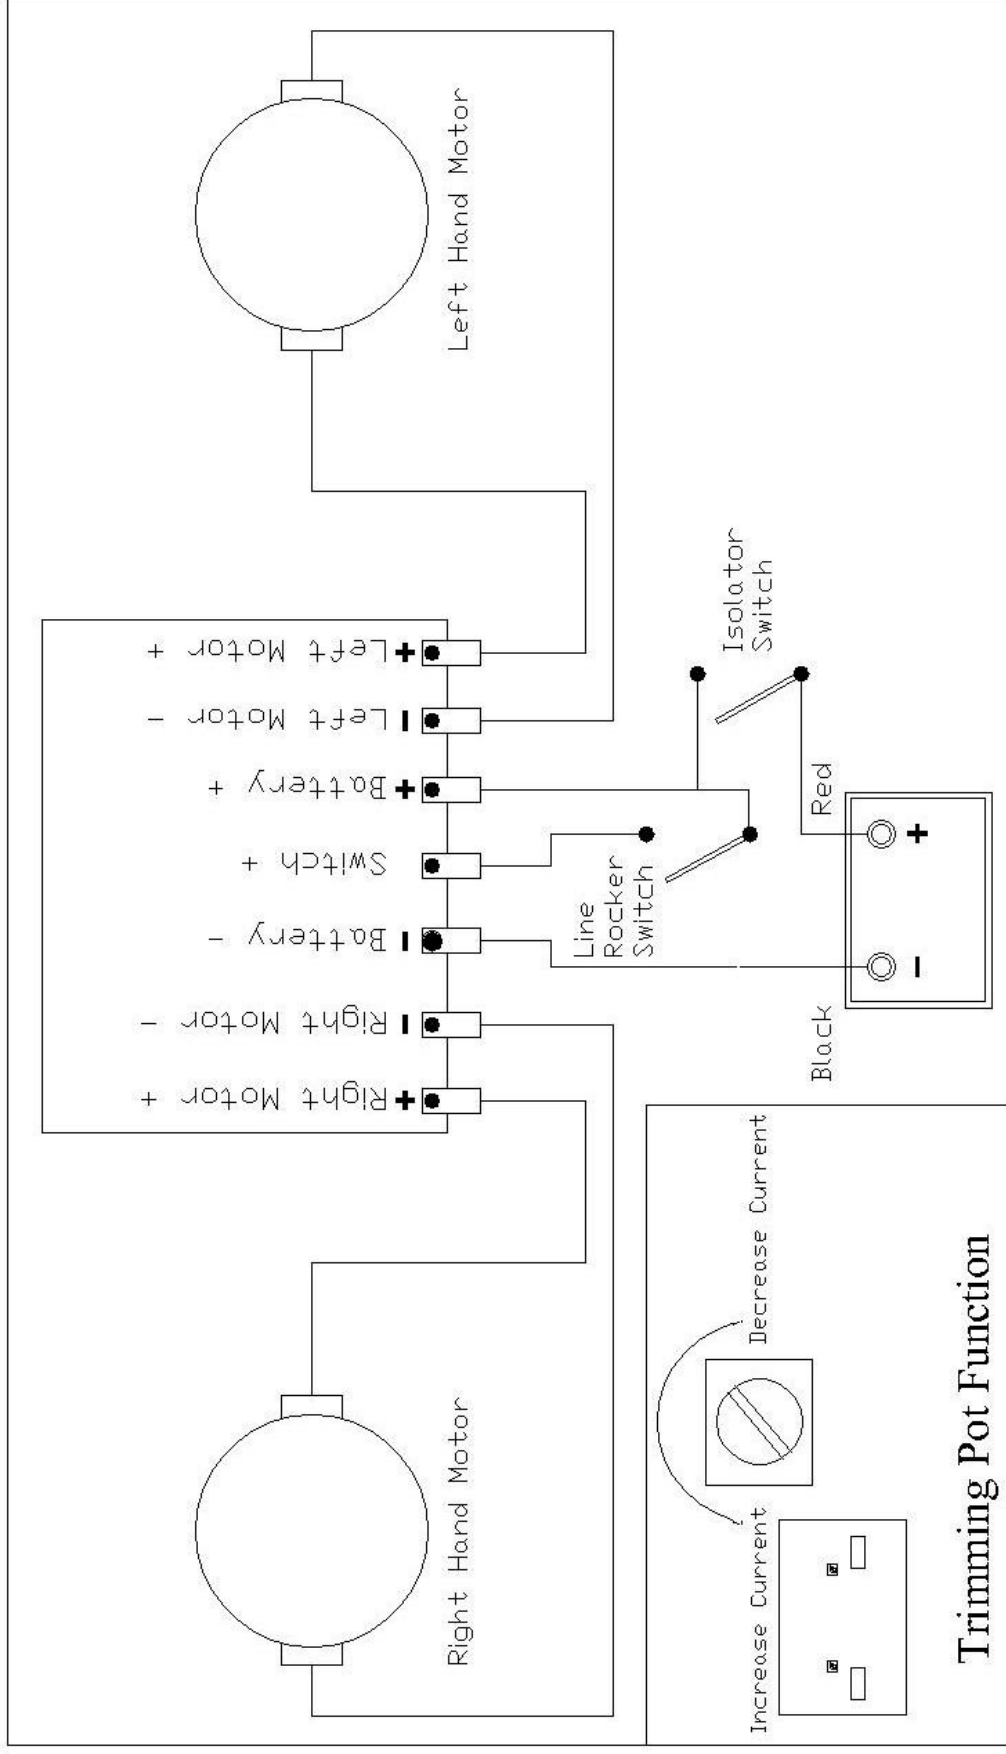 Right Motor +
+
Right Motor -
-
Battery -
-
Switch +
Battery +
+
Left Motor -
-
Left Motor +
+
Right Hand Motor
Left Hand Motor
Line
Rocker
Switch
Isolator
Switch
Black
Red
-
+
Increase Current
Decrease Current
Trimming Pot Function